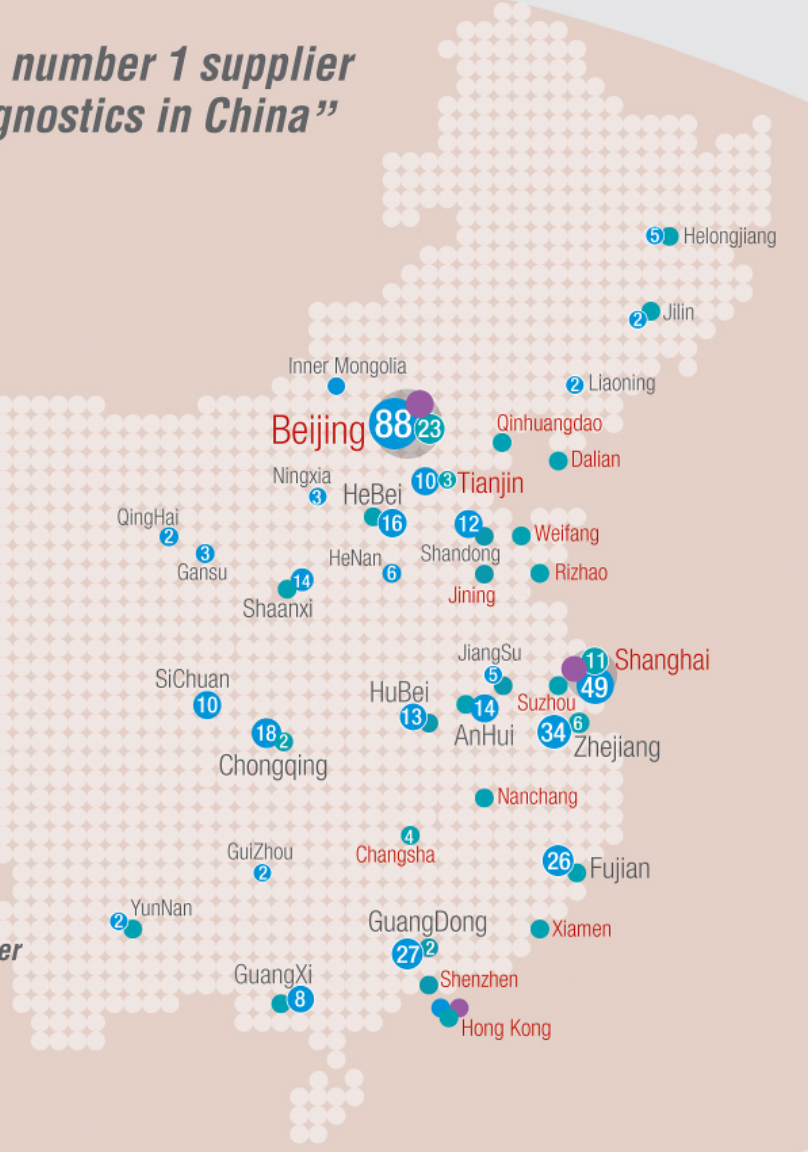 number 1 supplier
gnostics in China”
5 Helongjiang
Jilin
2
Inner Mongolia
2 Liaoning
Beijing 88 23
Qinhuangdao
Dalian
Ningxia
3
10 3 Tianjin
HeBei
16
QingHai
2
12
Weifang
Shandong
3
Gansu
HeNan
6
Rizhao
14
Shaanxi
Jining
JiangSu
5
11 Shanghai
49
SiChuan
10
HuBei
13
14
AnHui
Suzhou
34 6
Zhejiang
18 2
Chongqing
Nanchang
4
Changsha
GuiZhou
2
26 Fujian
YunNan
2
GuangDong
27 2
Xiamen
er
GuangXi
8
Shenzhen
Hong Kong